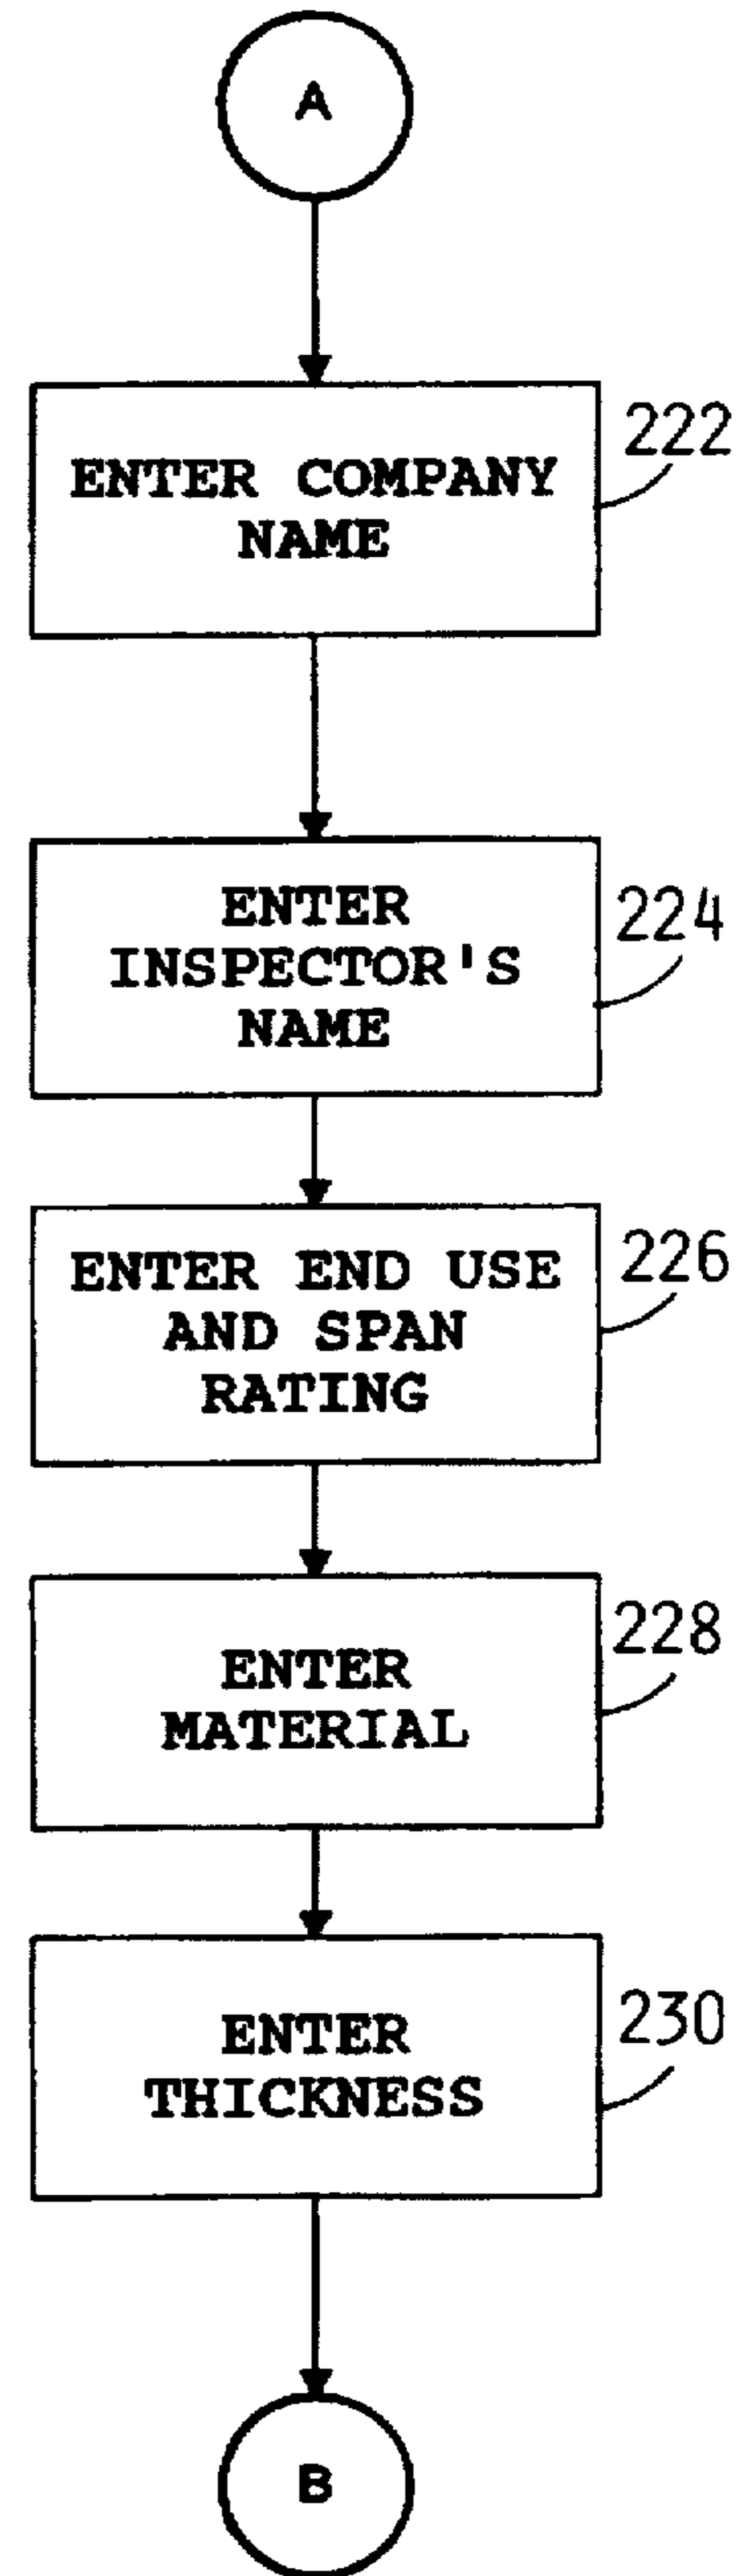 A
ENTER COMPANY
NAME
222
ENTER
INSPECTOR'S
NAME
224
ENTER END USE
AND SPAN
RATING
226
ENTER
MATERIAL
228
ENTER
THICKNESS
230
B